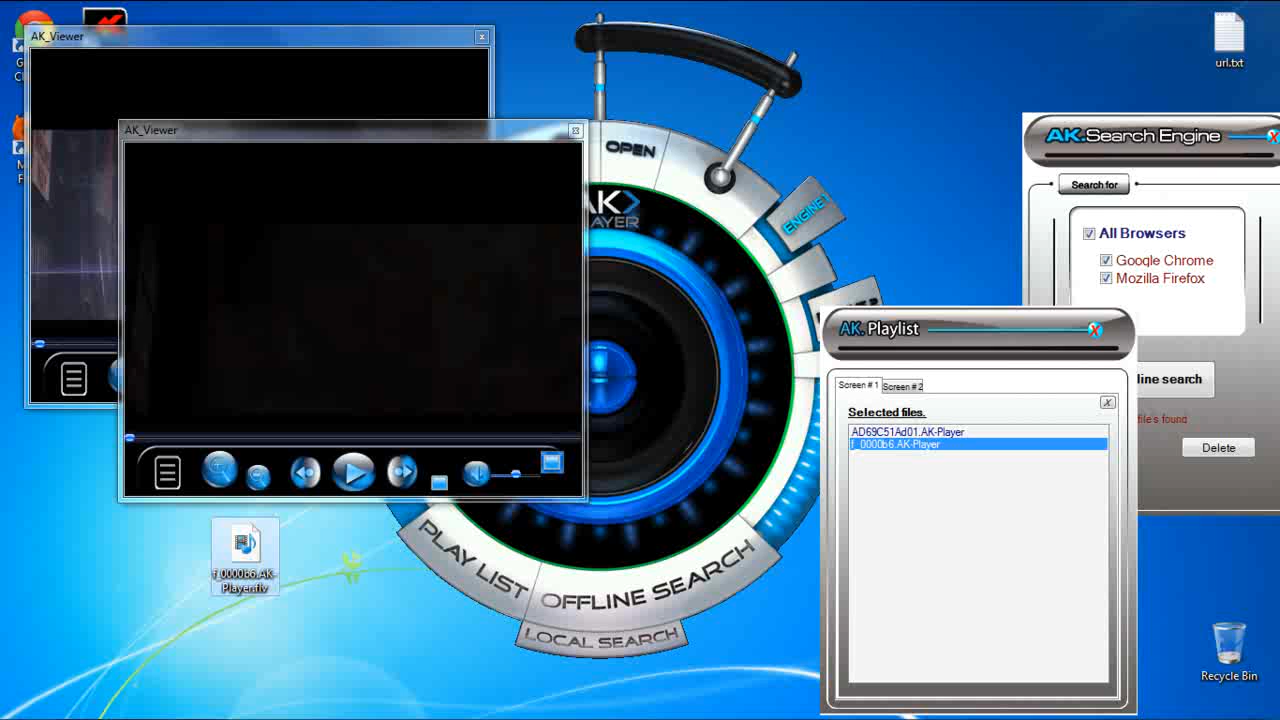 AK_Viewer
AK_Viewer
OPEN
AK
AYER
ENGINE1
PLAY LIST
OFFLINE SEARCH
LOCAL SEARCH
f_0000b6.AK-
Player.flv
url.txt
AK.Search Engine
X
Search for
All Browsers
Google Chrome
Mozilla Firefox
line search
file's found
Delete
AK. Playlist
X
Screen # 1
Screen # 2
X
Selected files.
AD69C51Ad01.AK-Player
f_0000b6.AK-Player
Recycle Bin